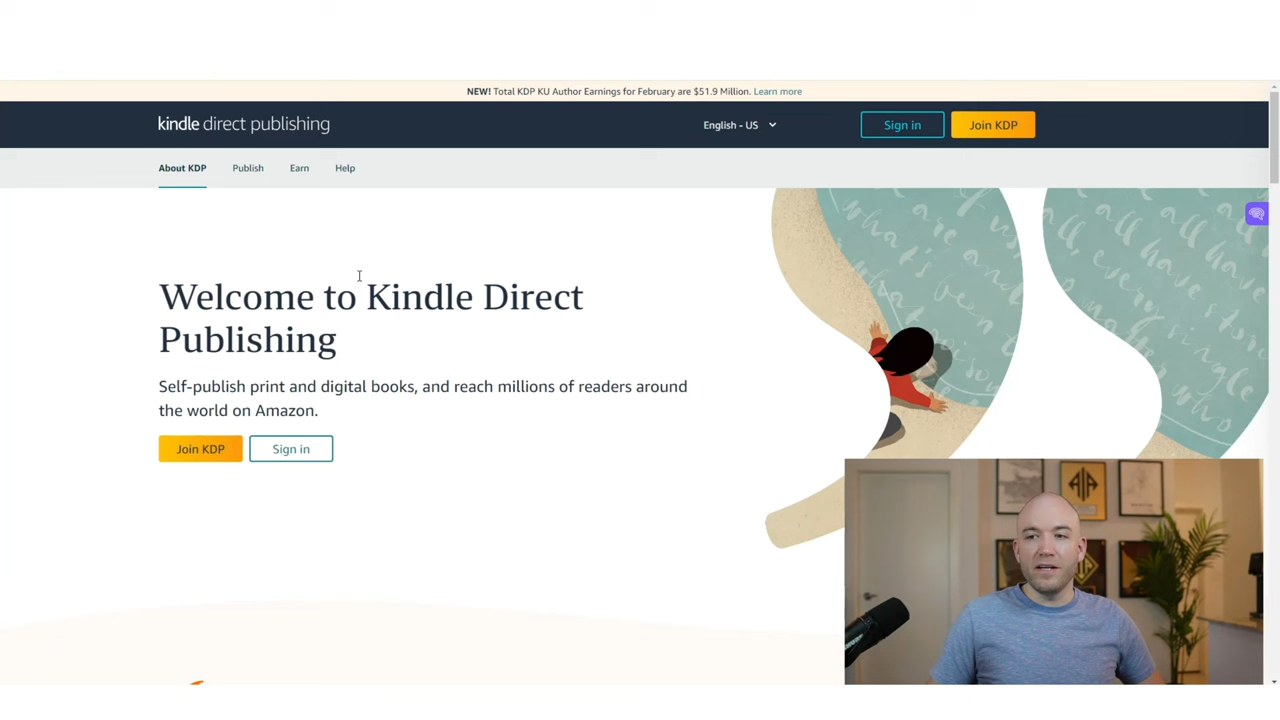 NEW! Total KDP KU Author Earnings for February are $51.9 Million. Learn more
kindle direct publishing
English - US
Sign in
Join KDP
About KDP
Publish
Earn
Help
Welcome to Kindle Direct
Publishing
Self-publish print and digital books, and reach millions of readers around
the world on Amazon.
Join KDP
Sign in